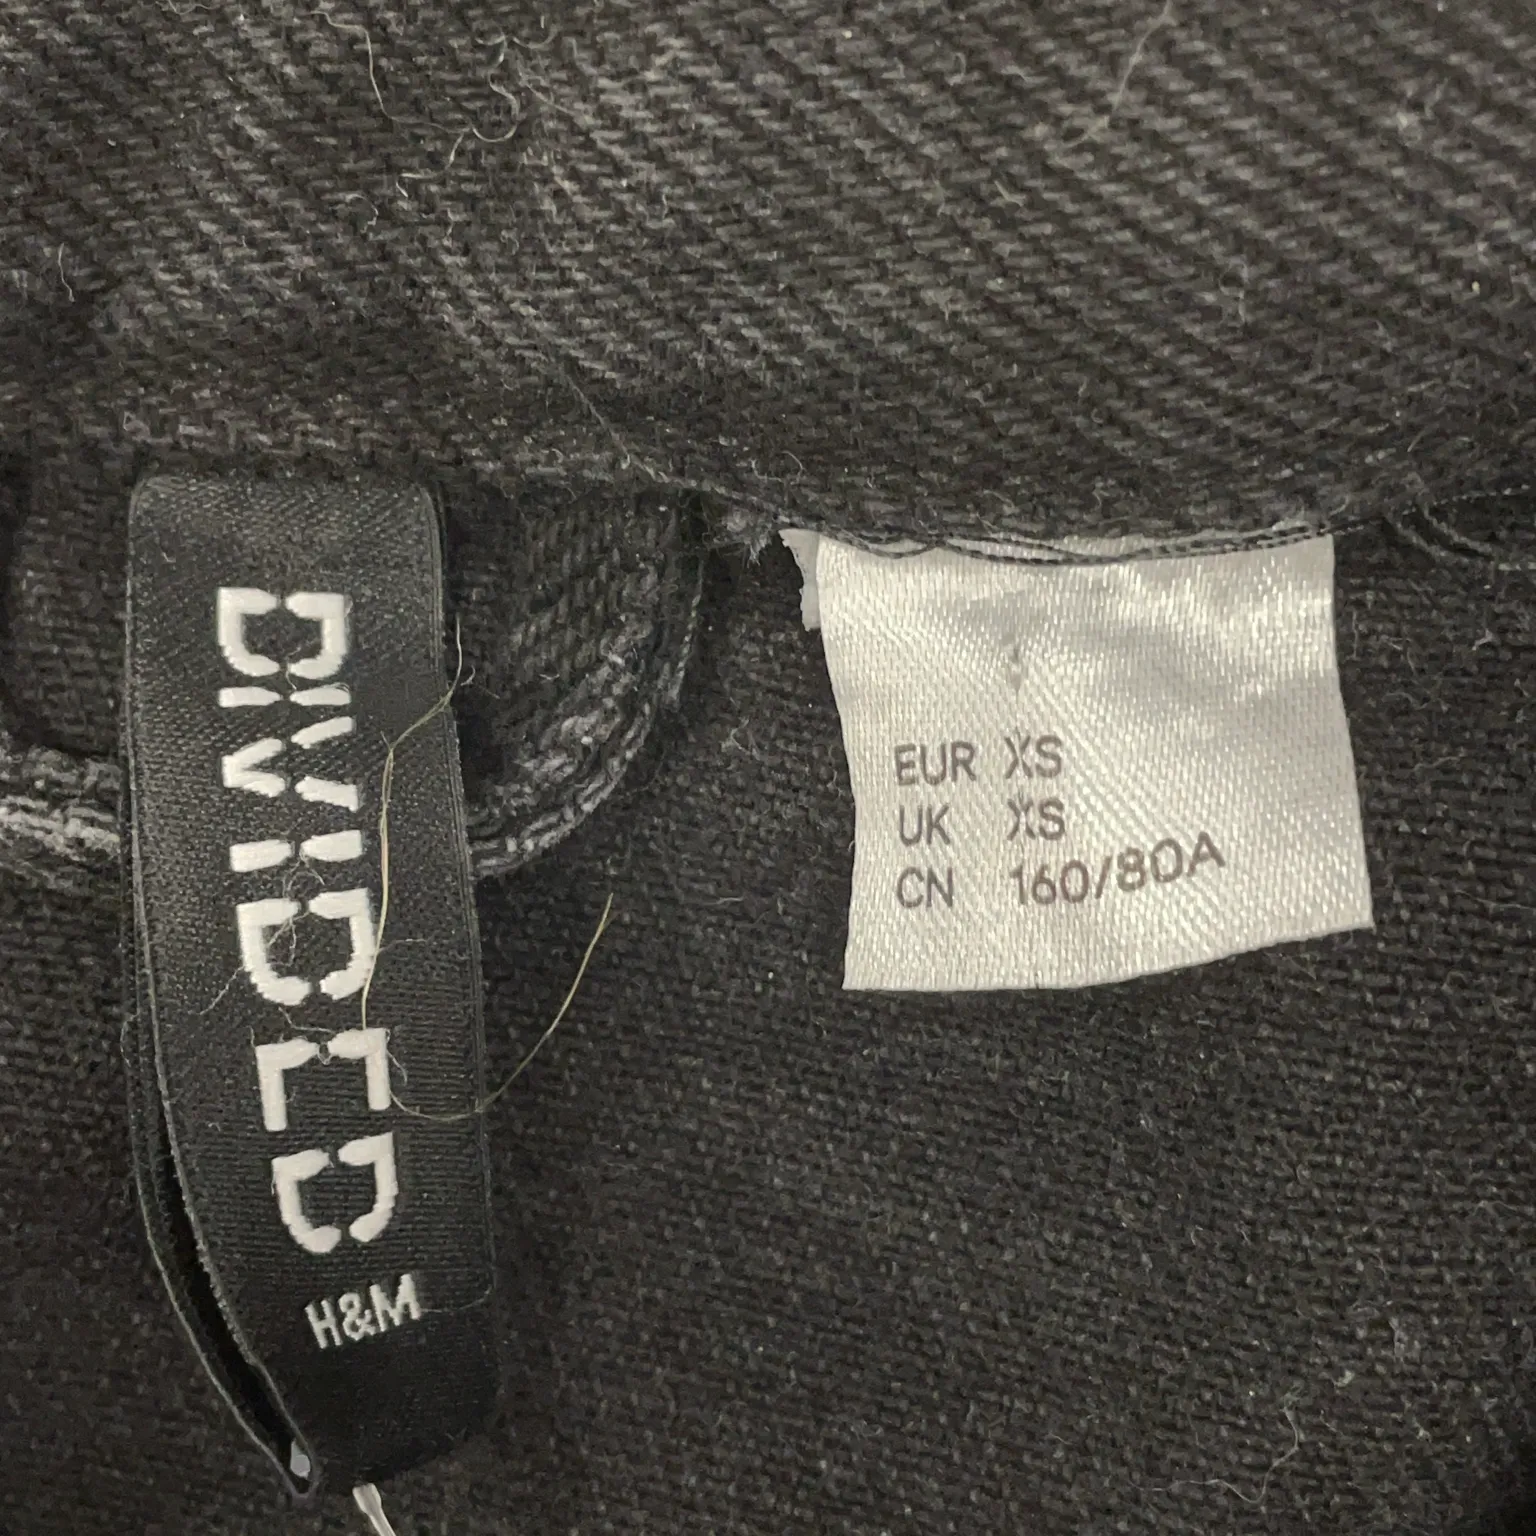 DIVIDED
H&M
EUR XS
UK XS
CN 160/80A